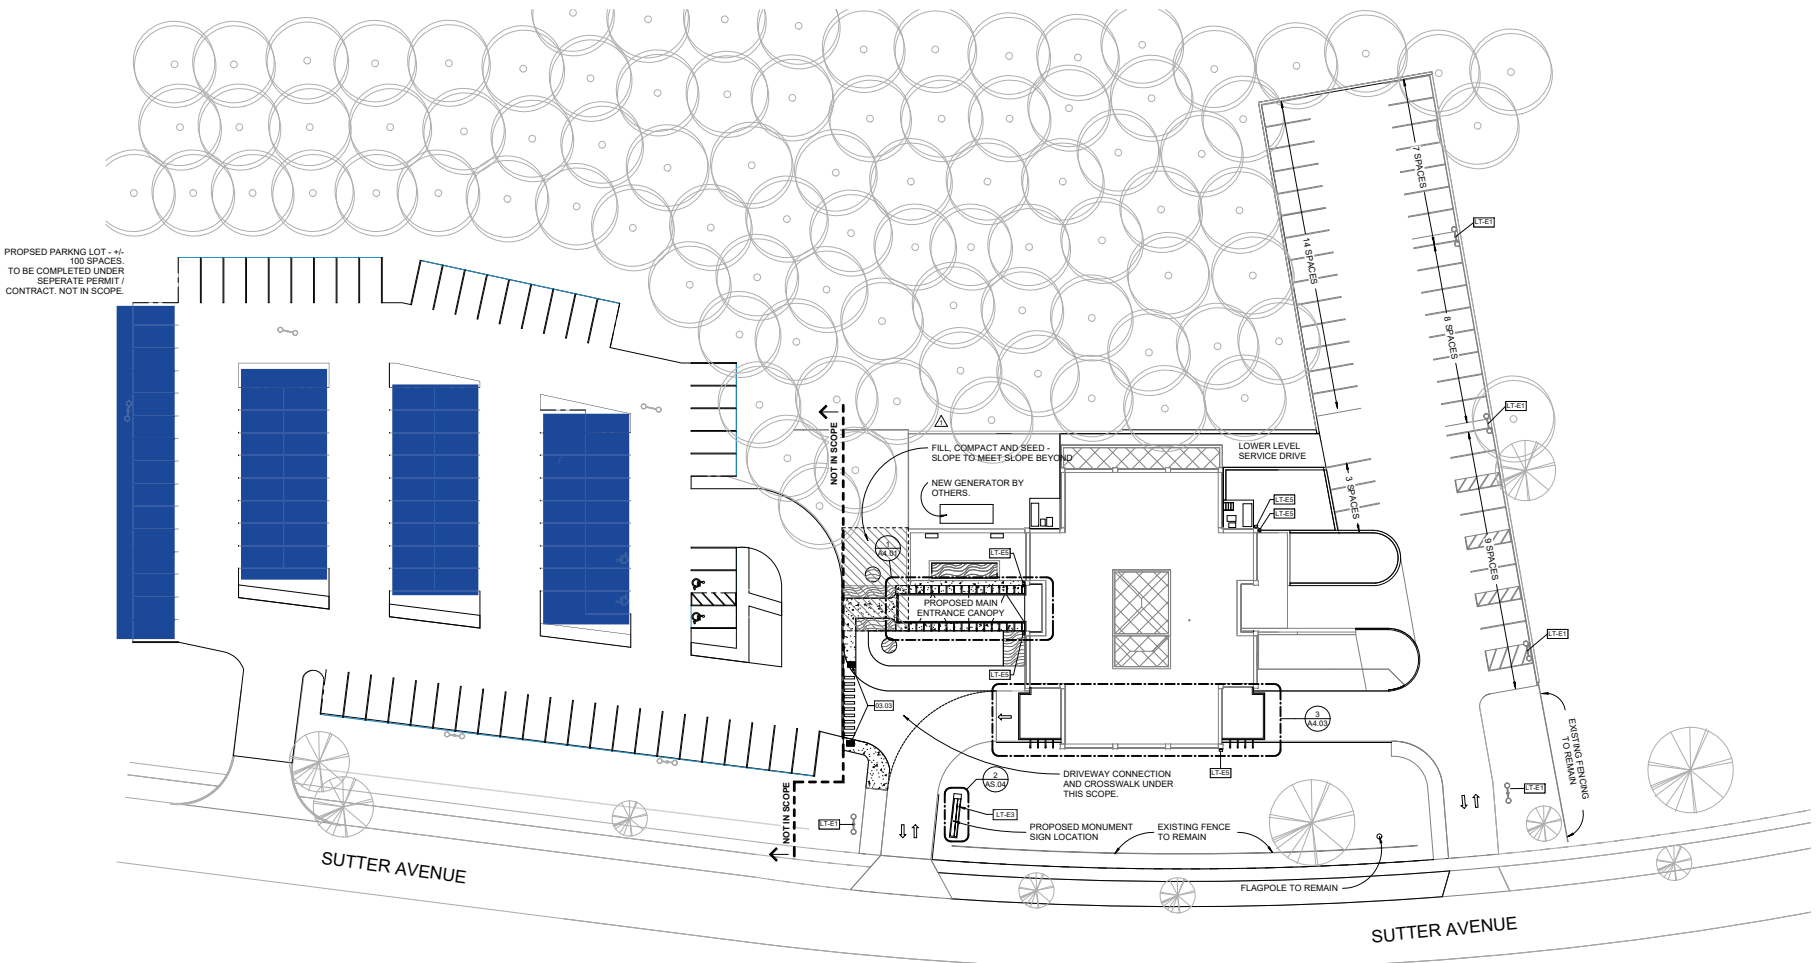 PROPSED PARKNG LOT - +/-
100 SPACES.
TO BE COMPLETED UNDER
SEPERATE PERMIT /
CONTRACT. NOT IN SCOPE.
14 SPACES
7 SPACES
LT-E1
8 SPACES
LT-E1
NOT IN SCOPE
1
FILL, COMPACT AND SEED -
SLOPE TO MEET SLOPE BEYOND
NEW GENERATOR BY
OTHERS.
LOWER LEVEL
SERVICE DRIVE
3 SPACES
LT-E5
LT-E5
9 SPACES
1
A4.01
LT-E5
PROPOSED MAIN
ENTRANCE CANOPY
LT-E5
LT-E1
03.03
3
A4.03
EXISTING FENCING
TO REMAIN
LT-E5
2
AS.04
DRIVEWAY CONNECTION
AND CROSSWALK UNDER
THIS SCOPE.
NOT IN SCOPE
LT-E1
LT-E3
PROPOSED MONUMENT
SIGN LOCATION
EXISTING FENCE
TO REMAIN
LT-E1
FLAGPOLE TO REMAIN
SUTTER AVENUE
SUTTER AVENUE